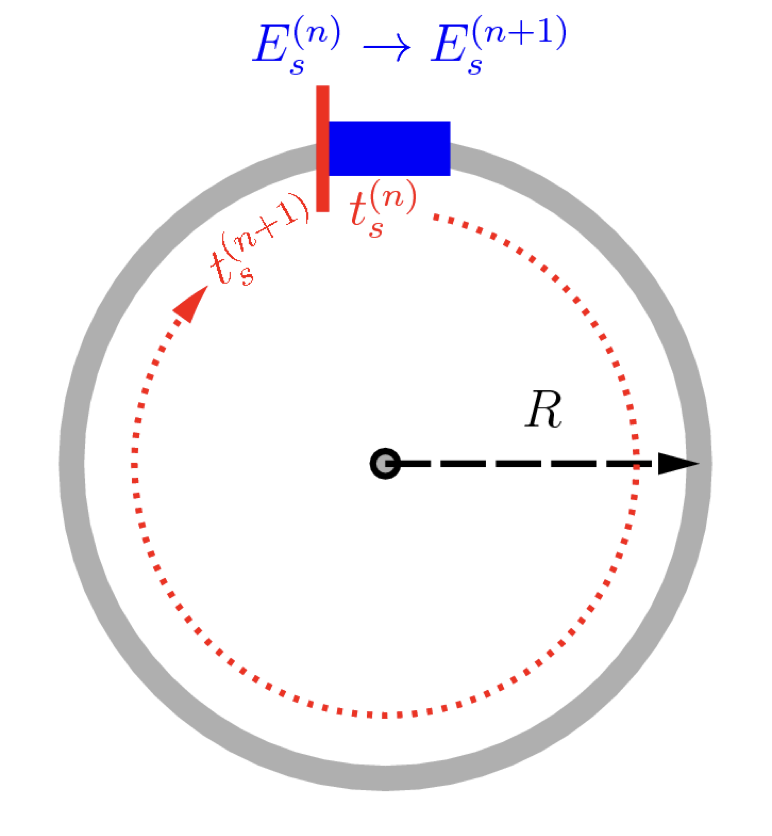 E_s^{(n)} → E_s^{(n+1)}
t_s^{(n+1)} t_s^{(n)}
R